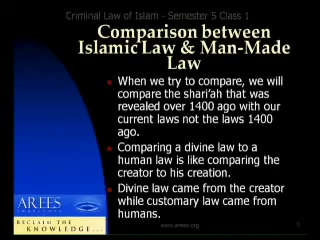 Criminal Law of Islam - Semester 5 Class 1
Comparison between
Islamic Law & Man-Made
Law
When we try to compare, we will
compare the shari'ah that was
revealed over 1400 ago with our
current laws not the laws 1400
ago.
Comparing a divine law to a
human law is like comparing the
creator to his creation.
Divine law came from the creator
while customary law came from
humans.
AREES
RECLAIM THE
KNOWLEDGE...
www.arees.org
3